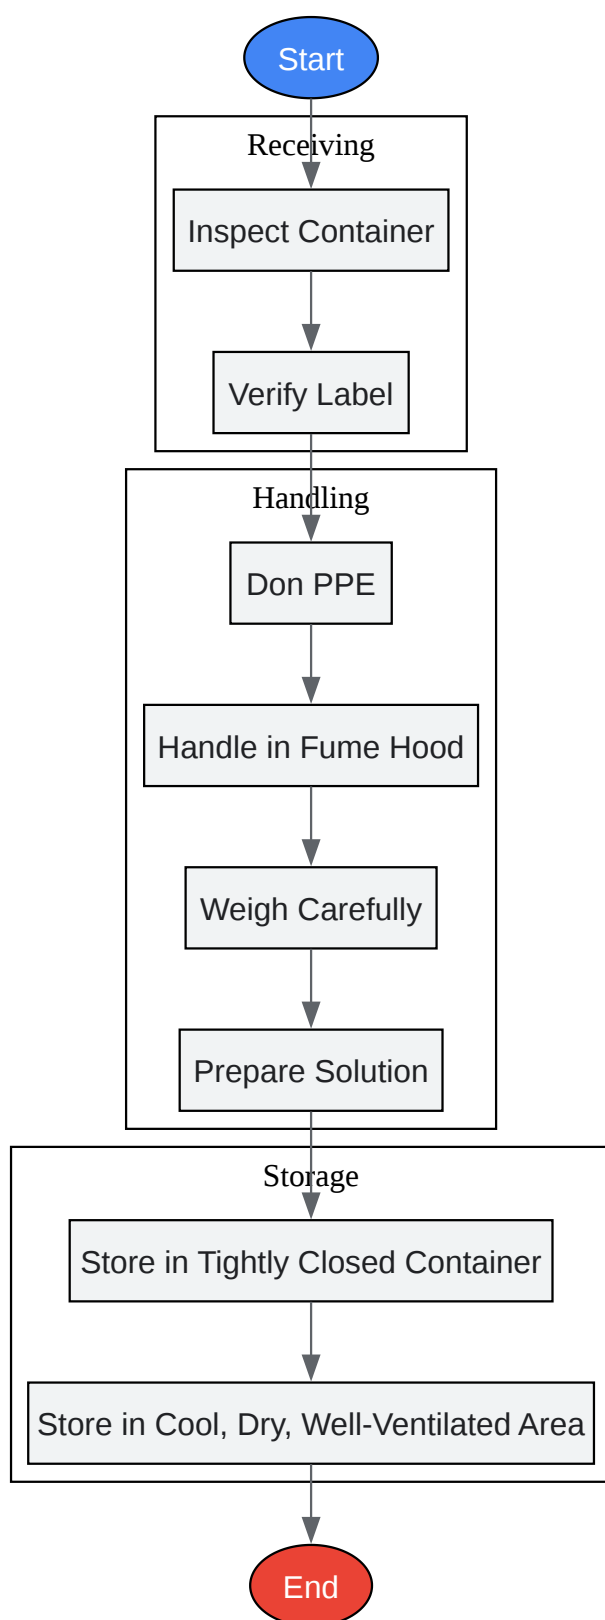 Start
Receiving
Inspect Container
Verify Label
Handling
Don PPE
Handle in Fume Hood
Weigh Carefully
Prepare Solution
Storage
Store in Tightly Closed Container
Store in Cool, Dry, Well-Ventilated Area
End